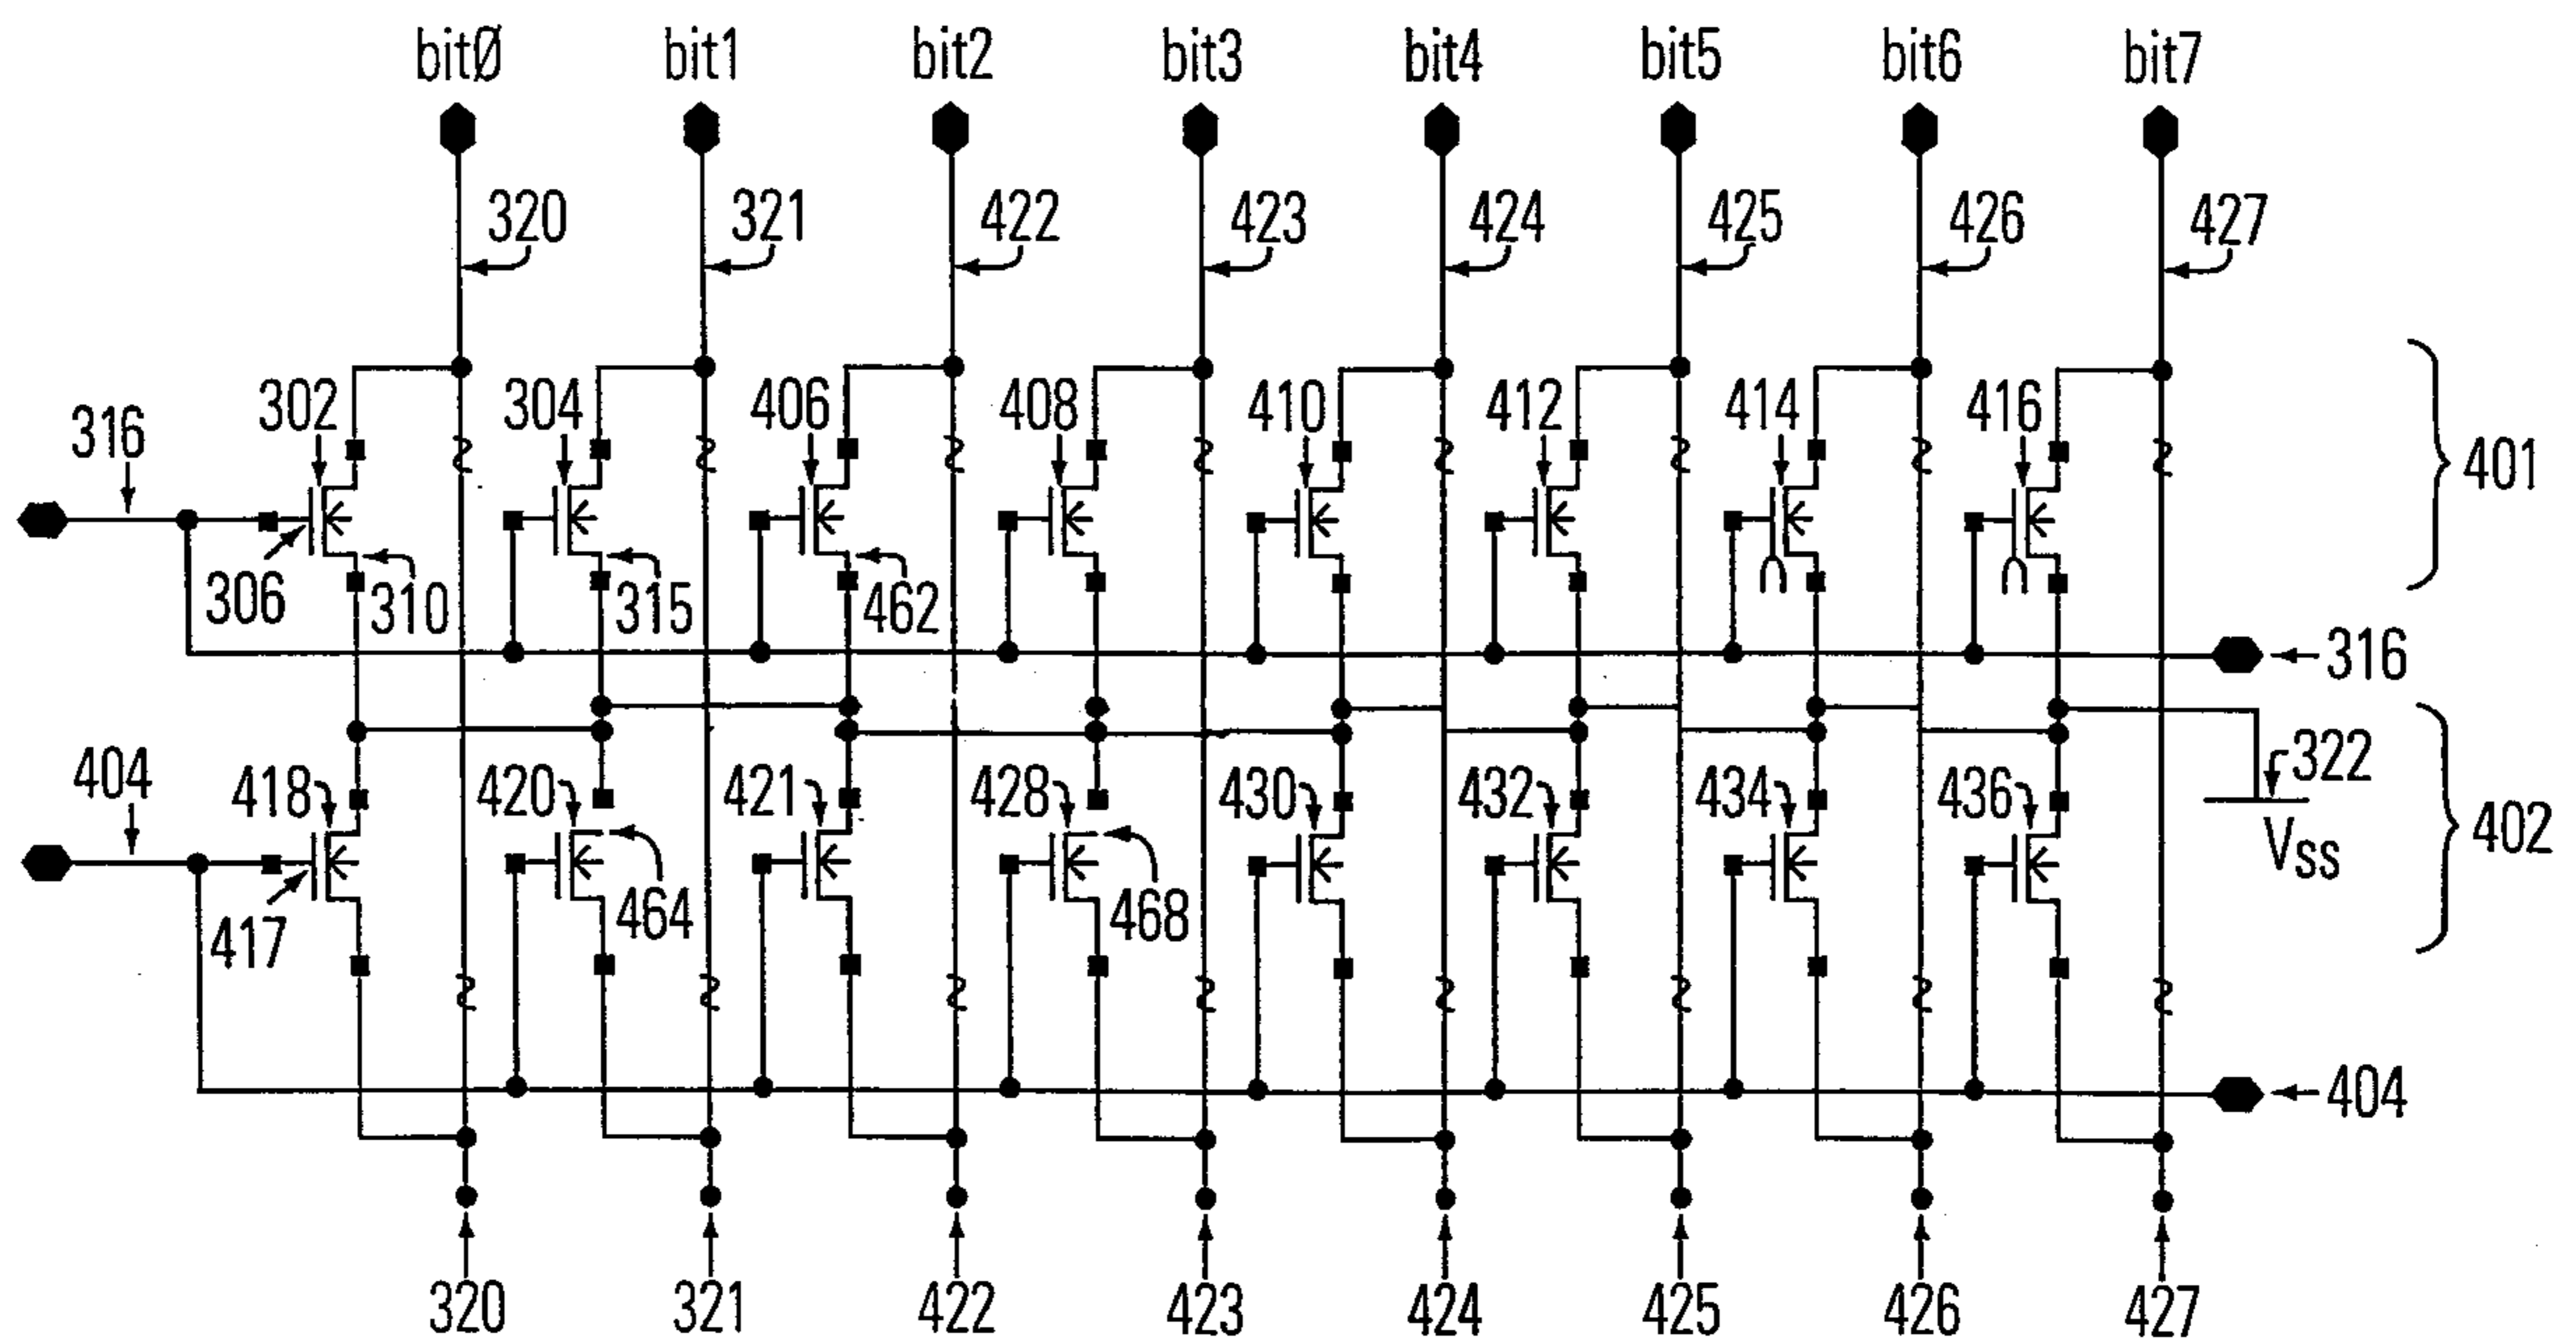 bitØ bit1 bit2 bit3 bit4 bit5 bit6 bit7
320 321 422 423 424 425 426 427
316 302 304 406 408 410 412 414 416 401
306 310 315 462
316
404 418 420 421 428 430 432 434 436 322
VSS 402
417 464 468
404
320 321 422 423 424 425 426 427